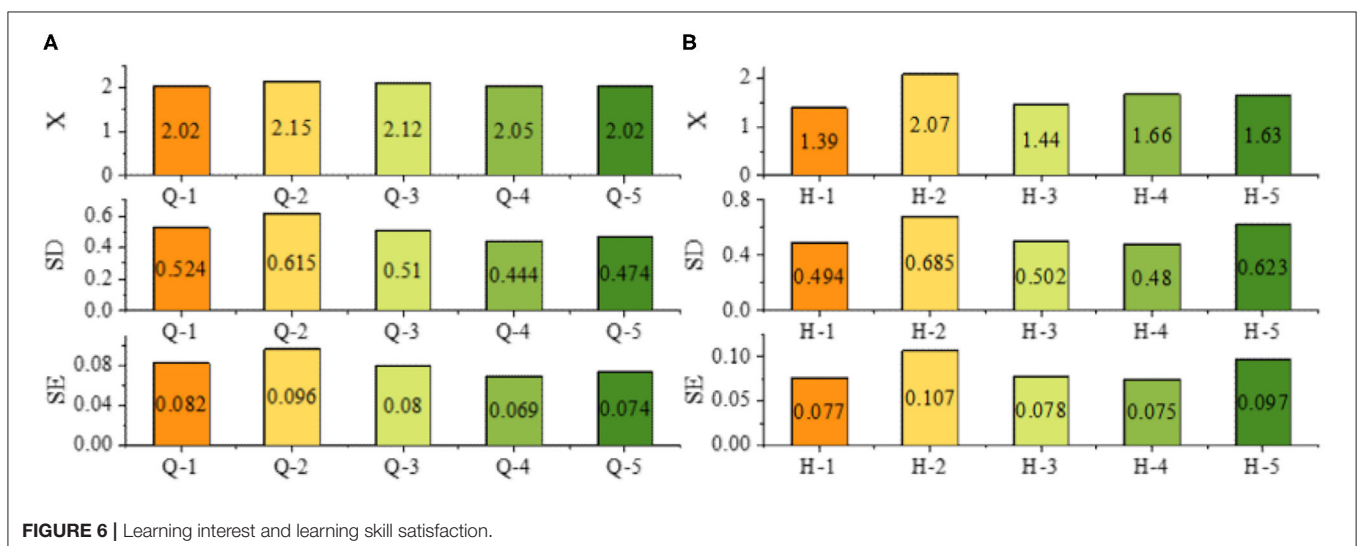 A
X
2
1
0
2.02 2.15 2.12 2.05 2.02
Q-1 Q-2 Q-3 Q-4 Q-5
SD
0.6
0.4
0.2
0.0
0.524 0.615 0.51 0.444 0.474
Q-1 Q-2 Q-3 Q-4 Q-5
SE
0.08
0.04
0.00
0.082 0.096 0.08 0.069 0.074
Q-1 Q-2 Q-3 Q-4 Q-5
B
X
2
1
0
1.39 2.07 1.44 1.66 1.63
H-1 H-2 H-3 H-4 H-5
SD
0.8
0.4
0.0
0.494 0.685 0.502 0.48 0.623
H-1 H-2 H-3 H-4 H-5
SE
0.10
0.05
0.00
0.077 0.107 0.078 0.075 0.097
H-1 H-2 H-3 H-4 H-5
FIGURE 6 | Learning interest and learning skill satisfaction.